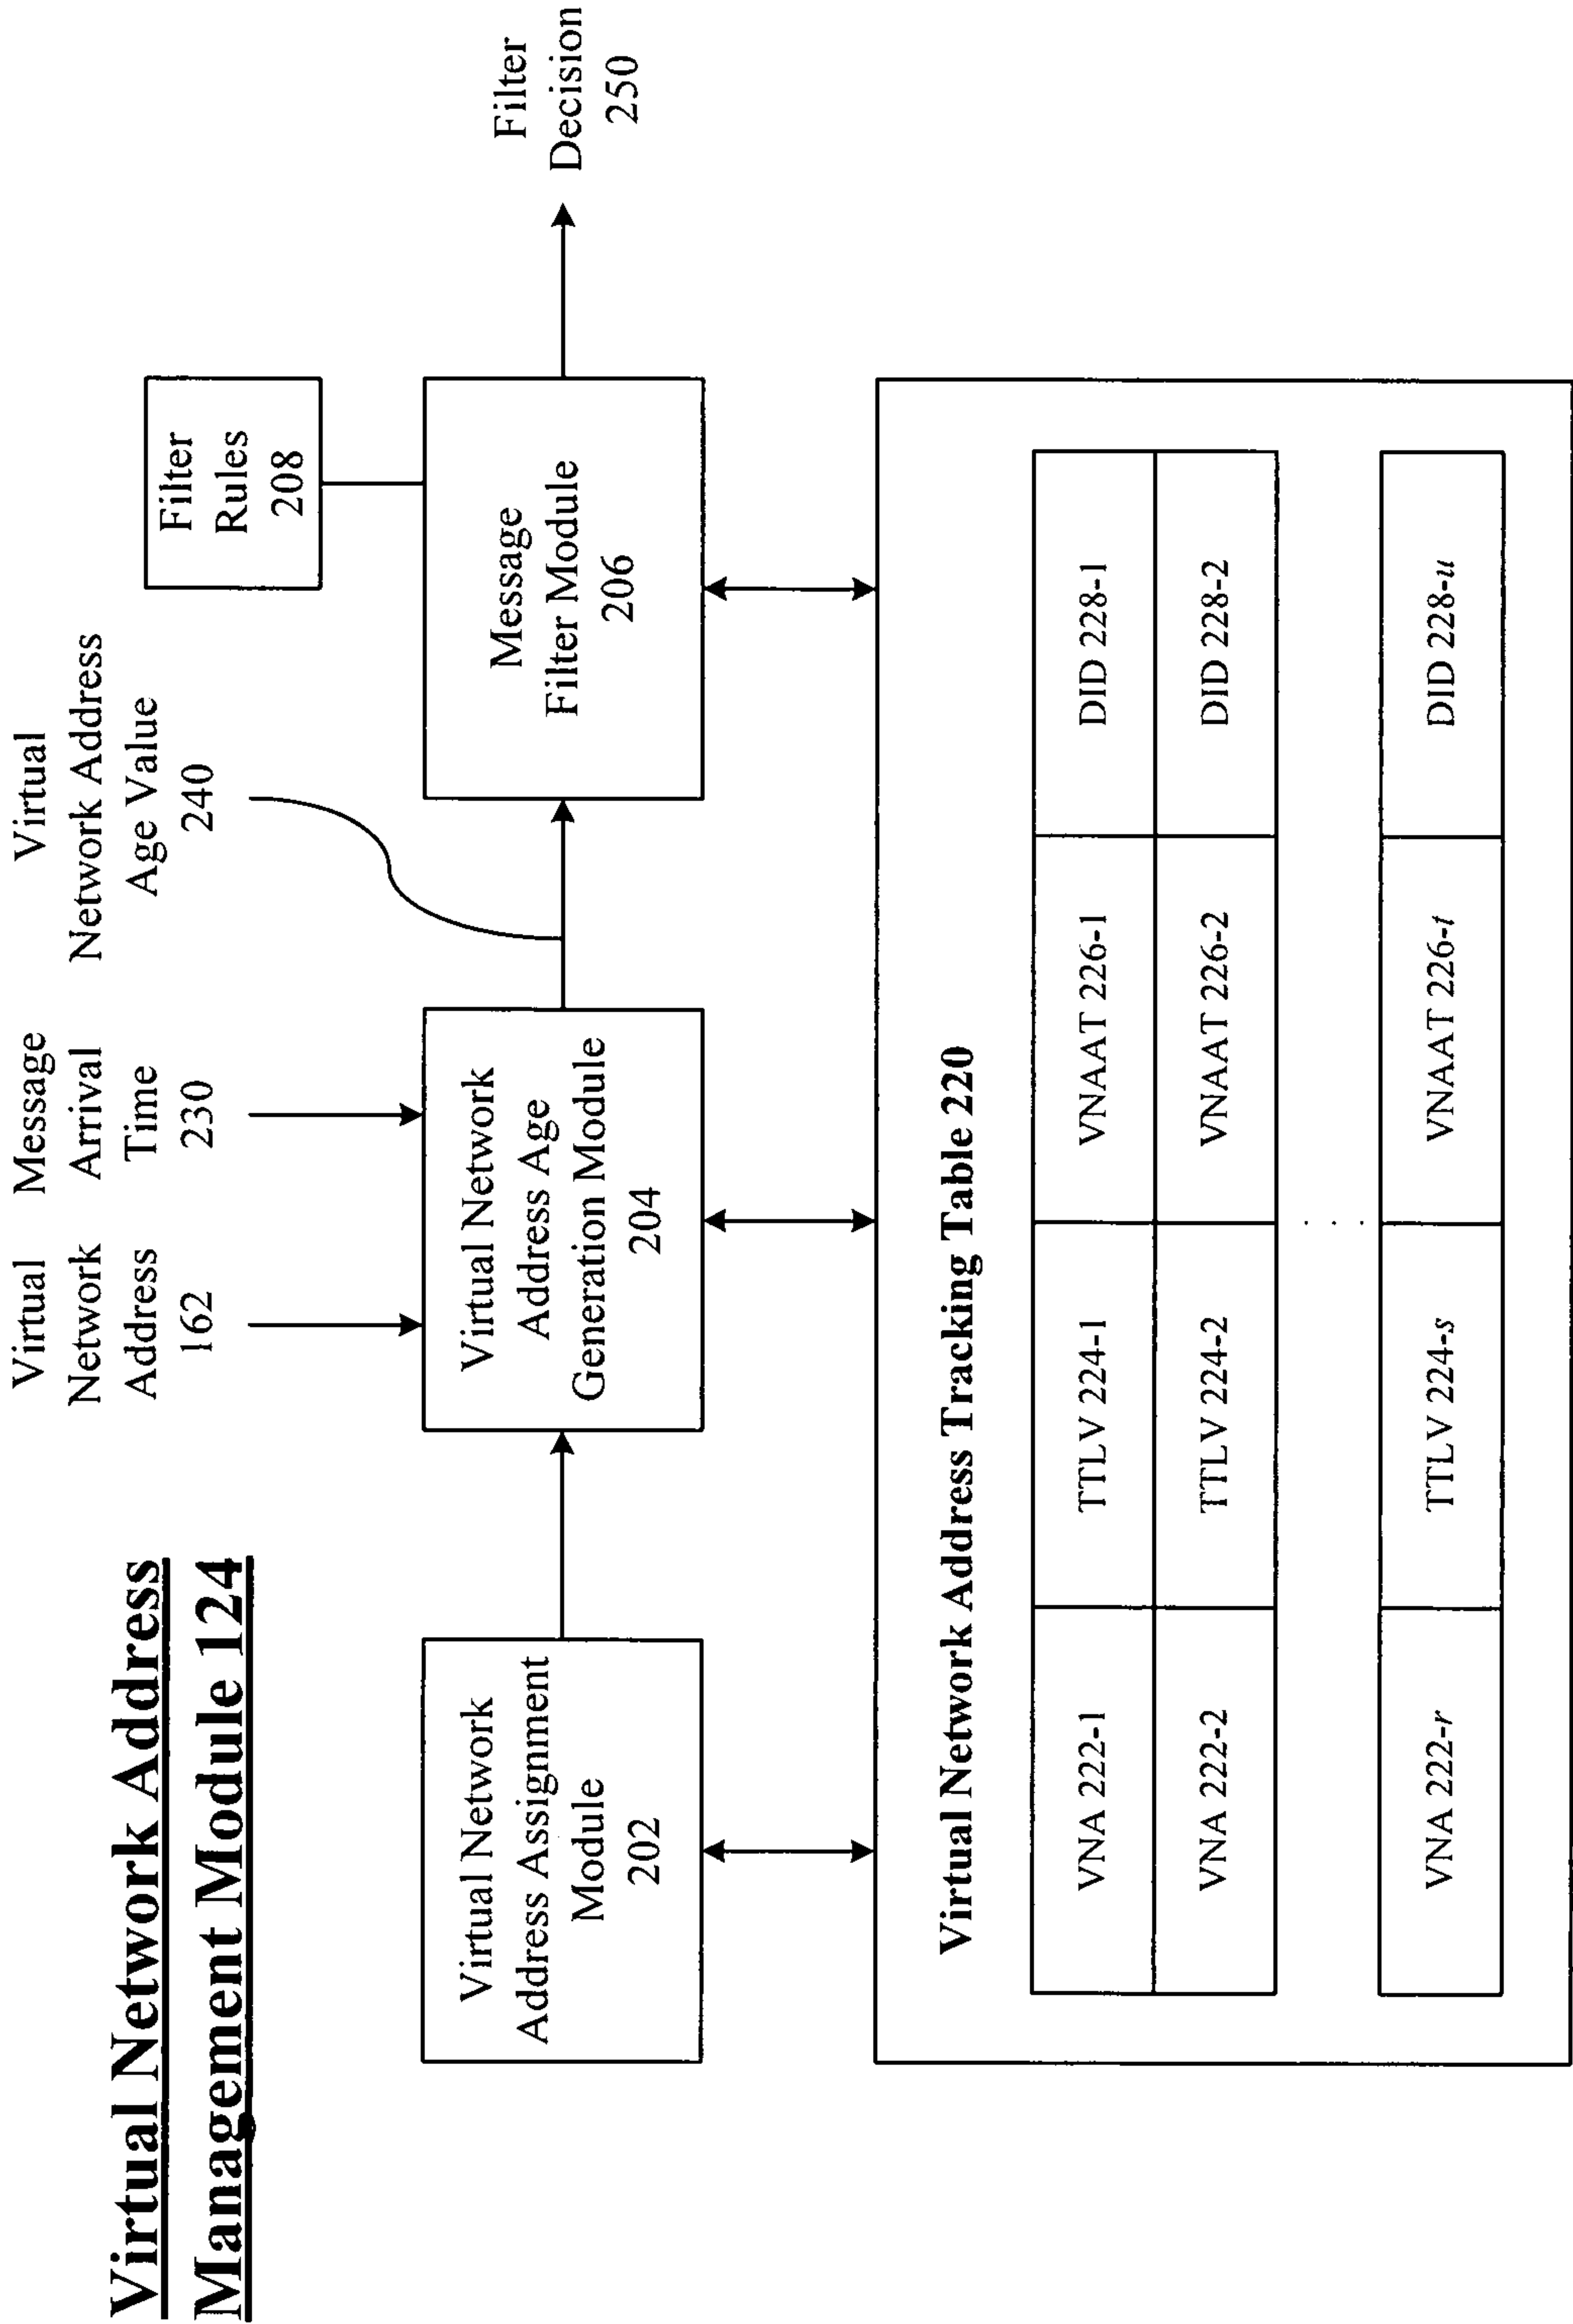 Virtual Network Address
Management Module 124
Virtual
Network
Address
162
Message
Arrival
Time
230
Virtual
Network Address
Age Value
240
Filter
Rules
208
Virtual Network
Address Assignment
Module
202
Virtual Network
Address Age
Generation Module
204
Message
Filter Module
206
Filter
Decision
250
Virtual Network Address Tracking Table 220
VNA 222-1
TTLV 224-1
VNAAT 226-1
DID 228-1
VNA 222-2
TTLV 224-2
VNAAT 226-2
DID 228-2
. . .
VNA 222-r
TTLV 224-s
VNAAT 226-t
DID 228-u